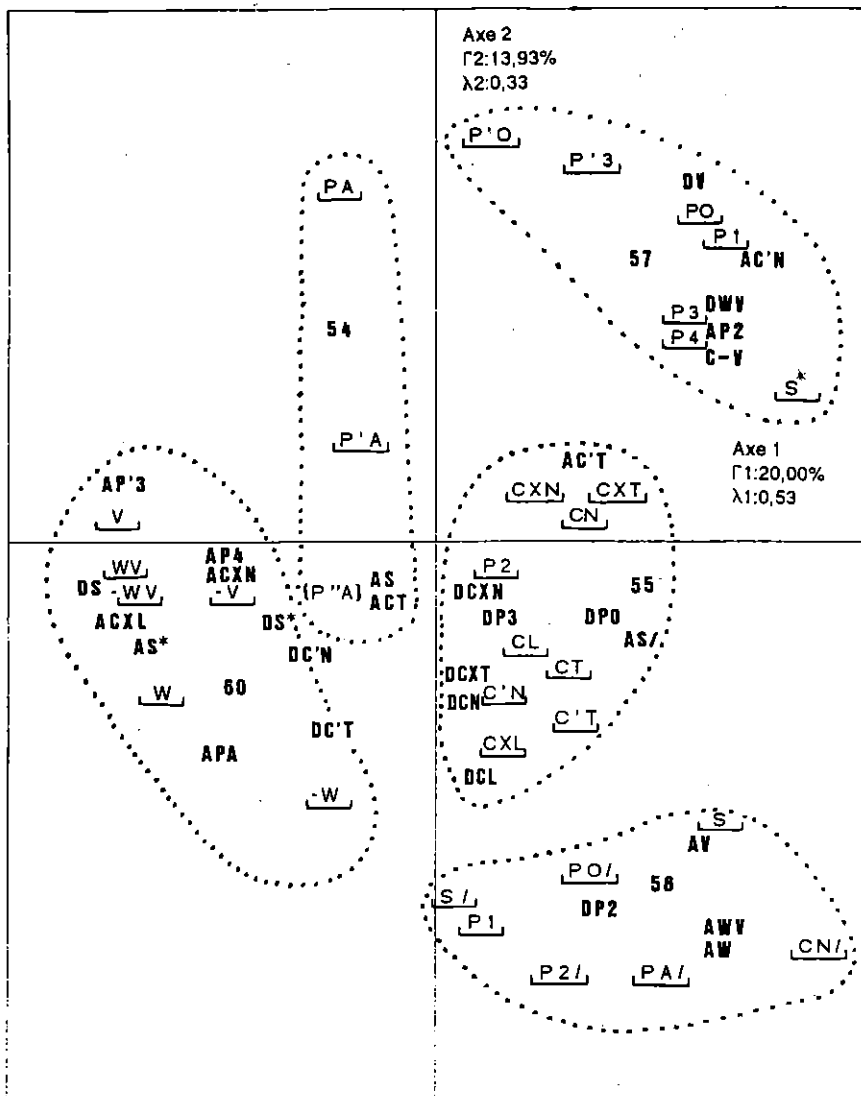 Axe 2
Γ2:13,93%
λ2:0,33
P'O
P'3
PA
DV
PO
P1
57
AC'N
P3 DWV
54
P4 AP2
C-V
S*
P'A
Axe 1
Γ1:20,00%
λ1:0,53
AC'T
AP'3
CXN CXT
V
CN
AP4
WV ACXN
P2
DS -WV -V (P"A) AS
DCXN 55
ACXL DS* ACT
DP3 DPO
AS* DC'N
CL AS/
DCXT CT
60
W
DCN C'N
DC'T
C'T
APA
CXL
DCL
-W
S
AV
PO/ 58
S/ DP2
P1
AWV
AW CN/
P2/ PA/